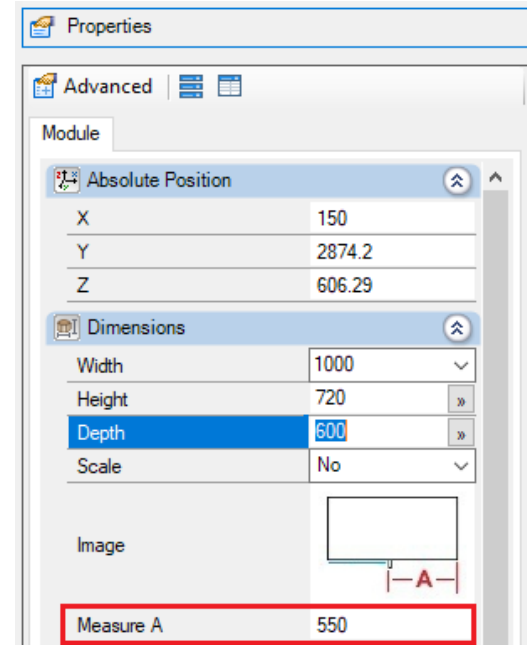 Properties
Advanced
Module
Absolute Position
X 150
Y 2874.2
Z 606.29
Dimensions
Width 1000
Height 720 »
Depth 600 »
Scale No
Image
A
Measure A 550